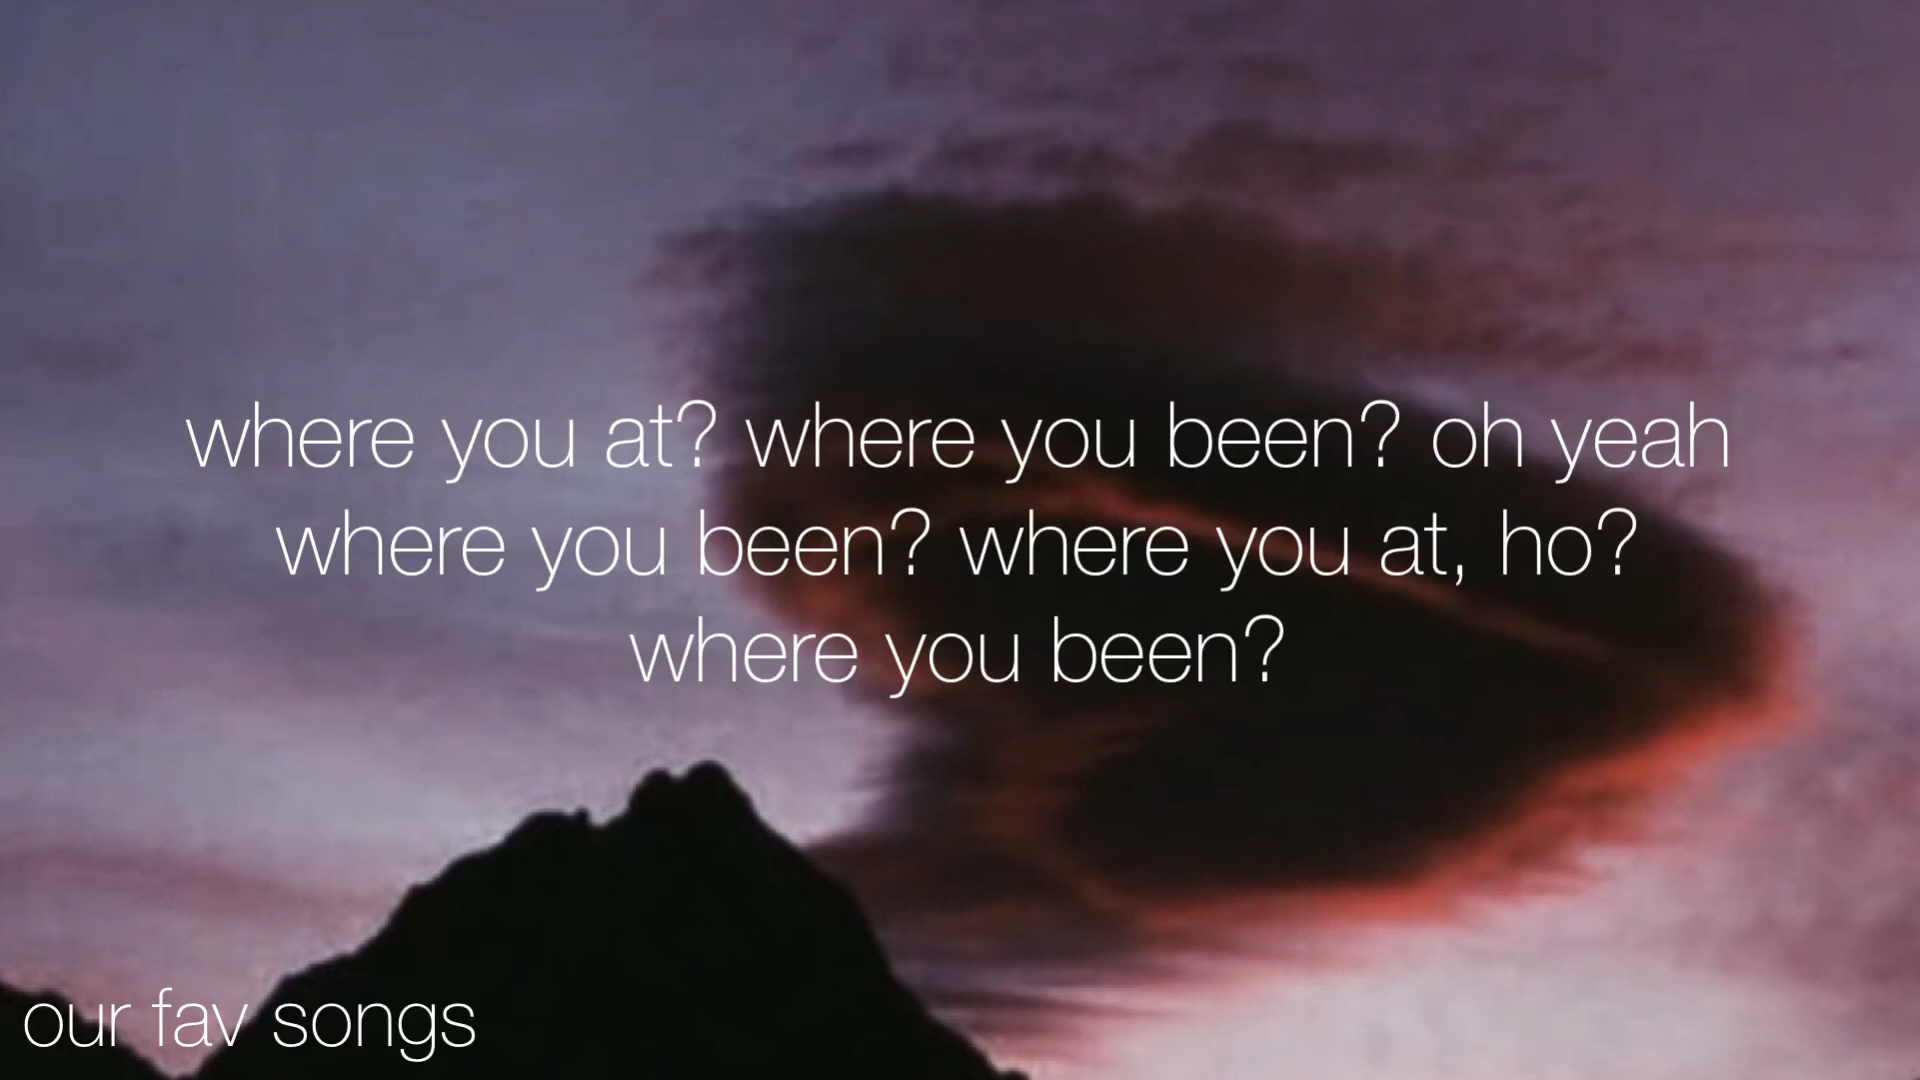 where you at? where you been? oh yeah
where you been? where you at, ho?
where you been?
our fav songs